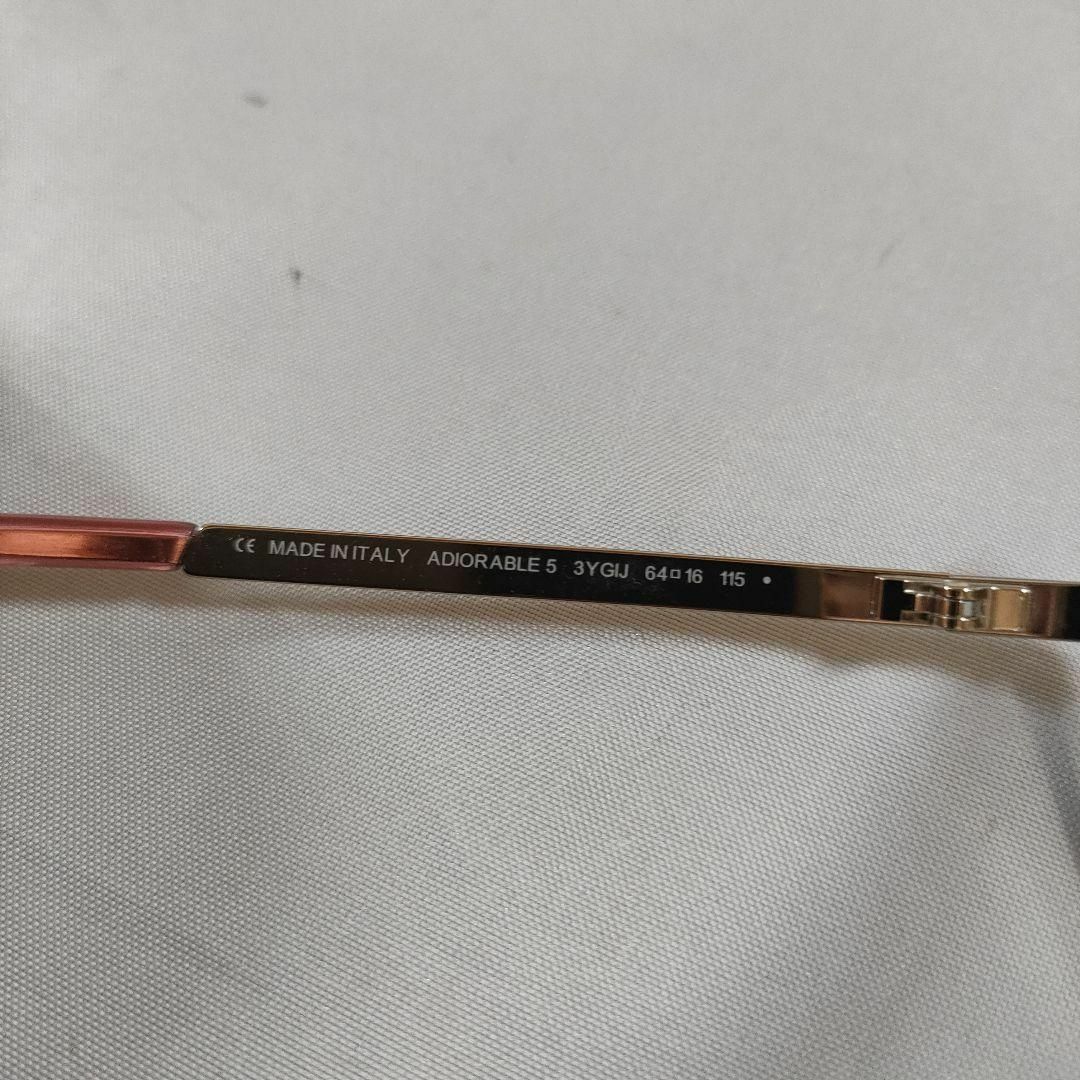 CE MADE IN ITALY ADIORABLE 5 3YGIJ 64□16 115 •